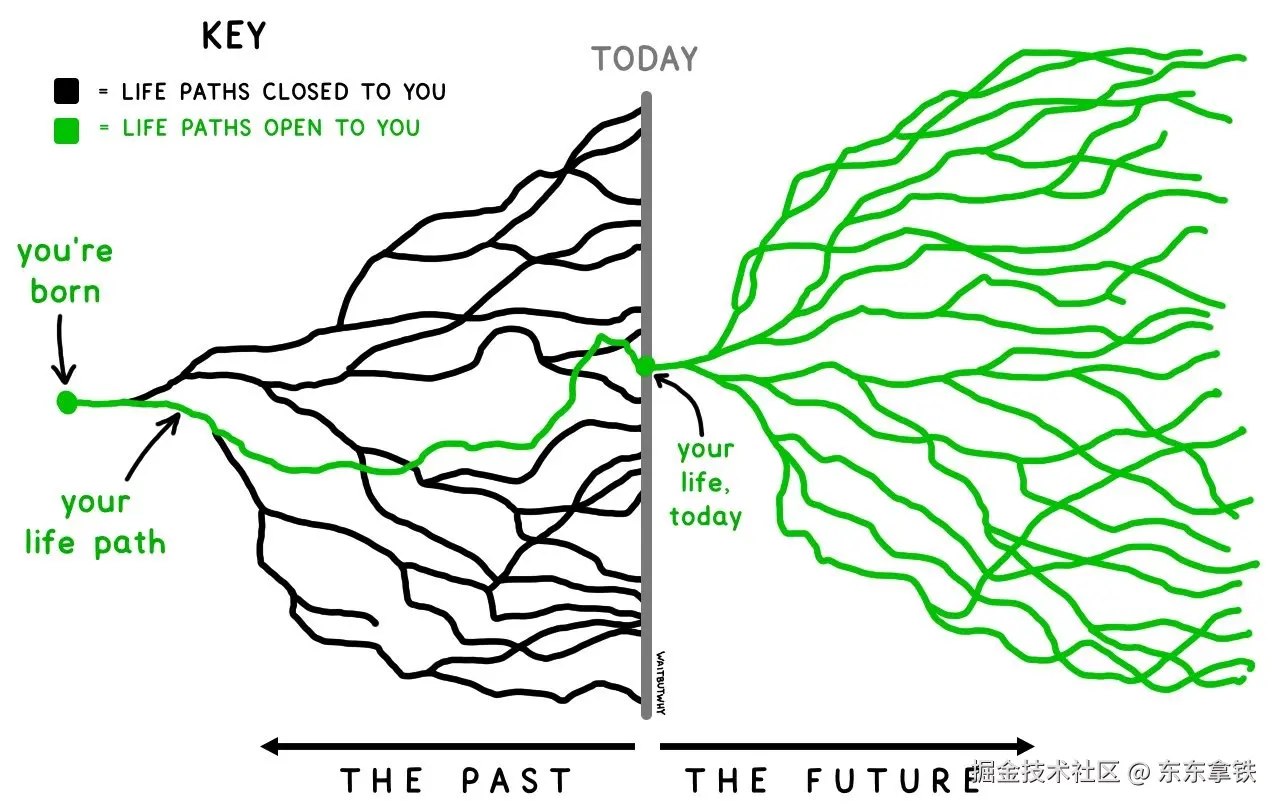 KEY
= LIFE PATHS CLOSED TO YOU
= LIFE PATHS OPEN TO YOU
TODAY
you're
born
your
life path
your
life,
today
WAITBUTWHY
THE PAST
THE FUTURE
掘金技术社区 @ 东东拿铁